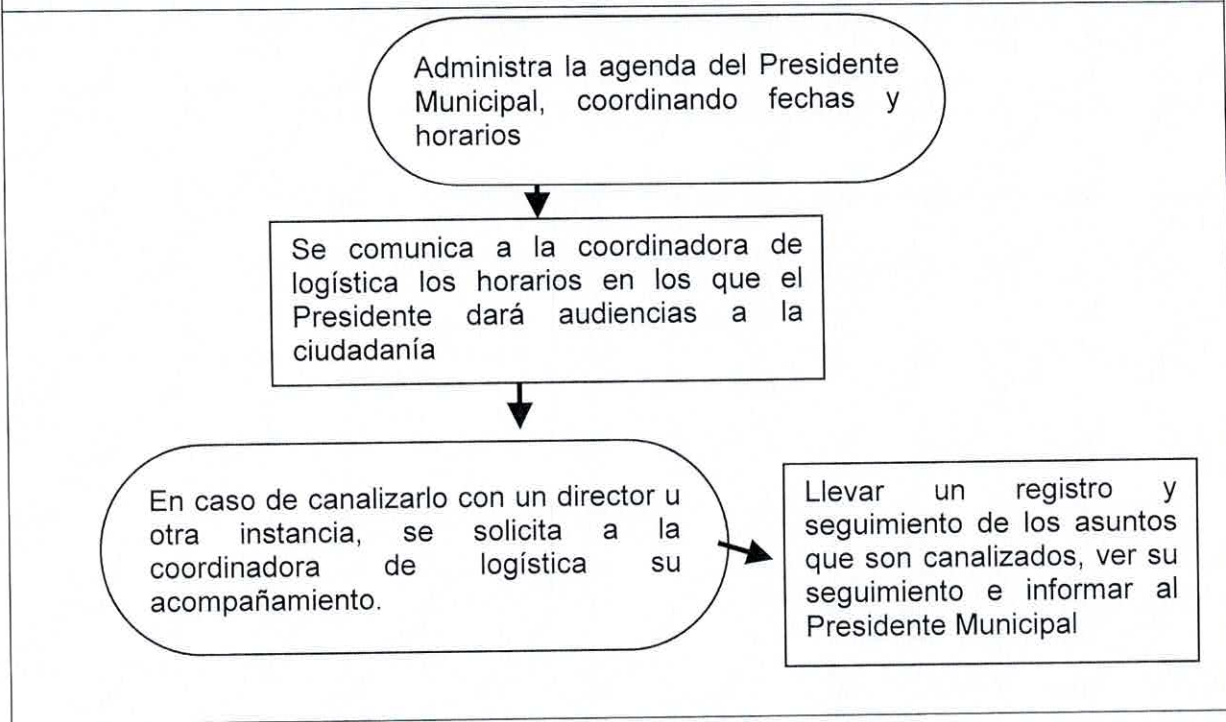 Administra la agenda del Presidente
Municipal, coordinando fechas y
horarios
Se comunica a la coordinadora de
logística los horarios en los que el
Presidente dará audiencias a la
ciudadanía
En caso de canalizarlo con un director u
otra instancia, se solicita a la
coordinadora de logística su
acompañamiento.
Llevar un registro y
seguimiento de los asuntos
que son canalizados, ver su
seguimiento e informar al
Presidente Municipal